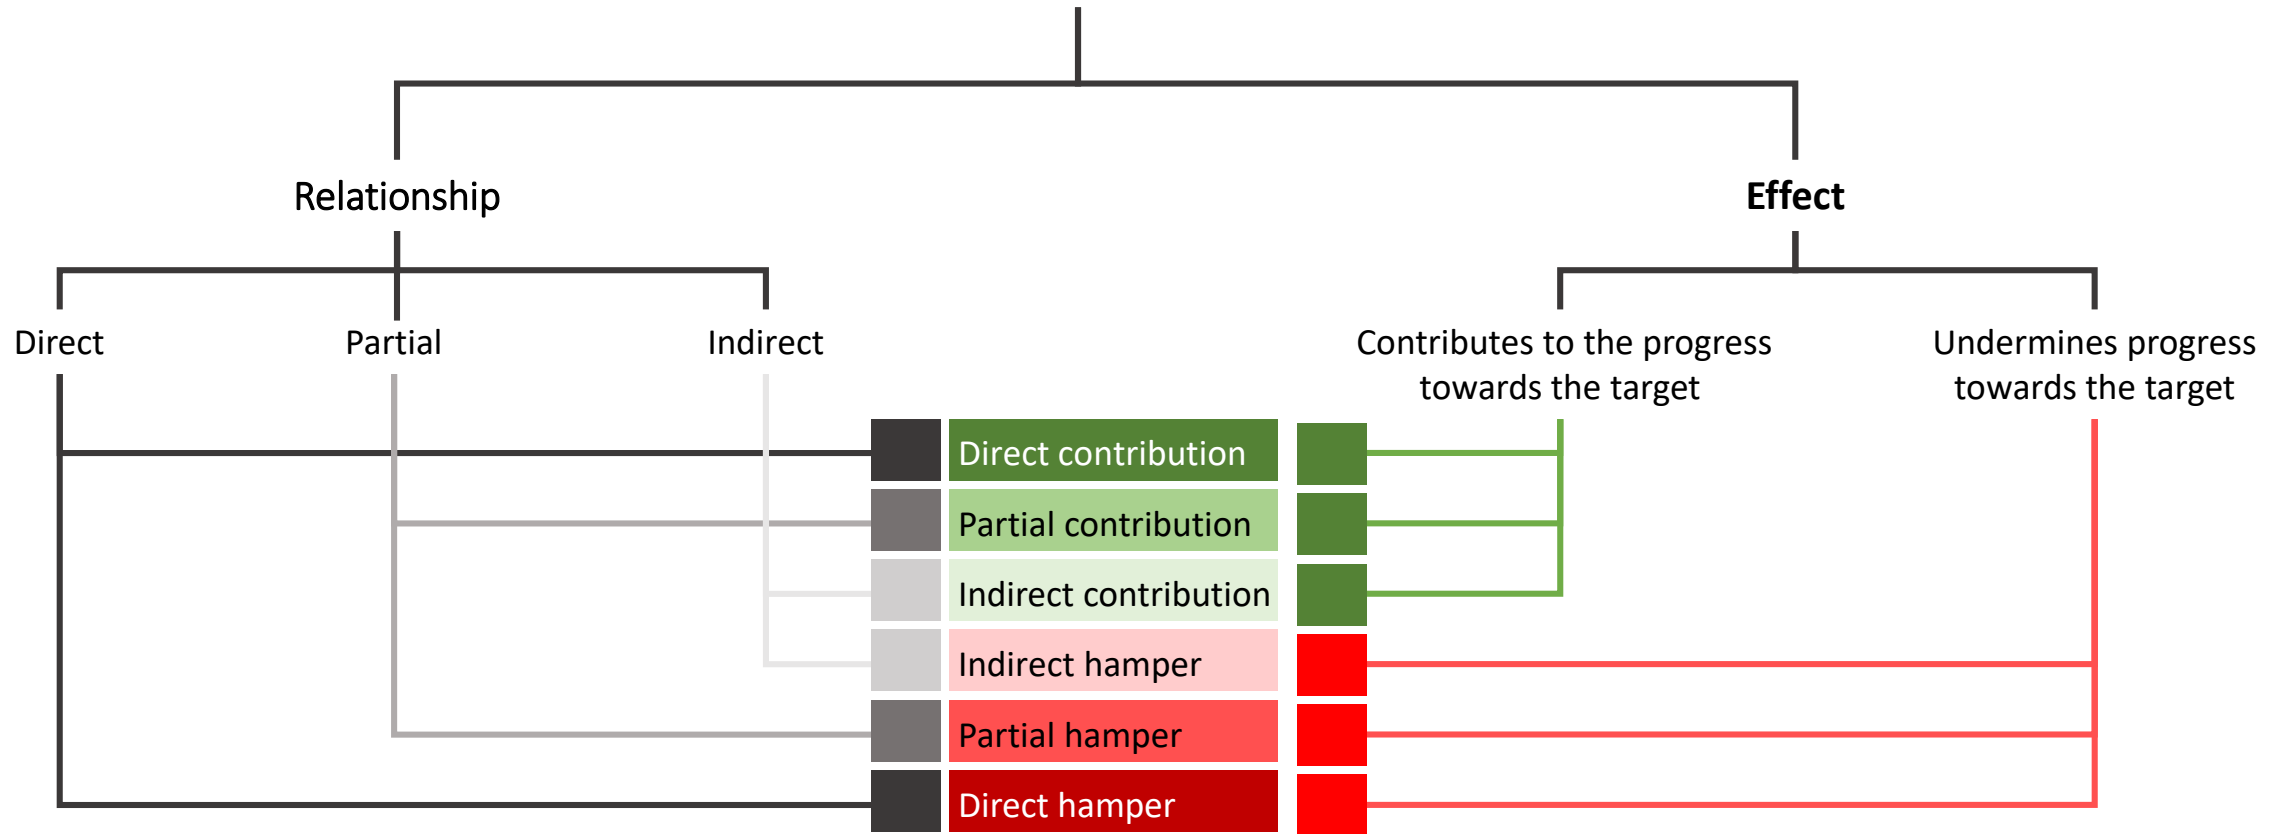 Relationship
Effect
Direct
Partial
Indirect
Contributes to the progress
towards the target
Undermines progress
towards the target
Direct contribution
Partial contribution
Indirect contribution
Indirect hamper
Partial hamper
Direct hamper